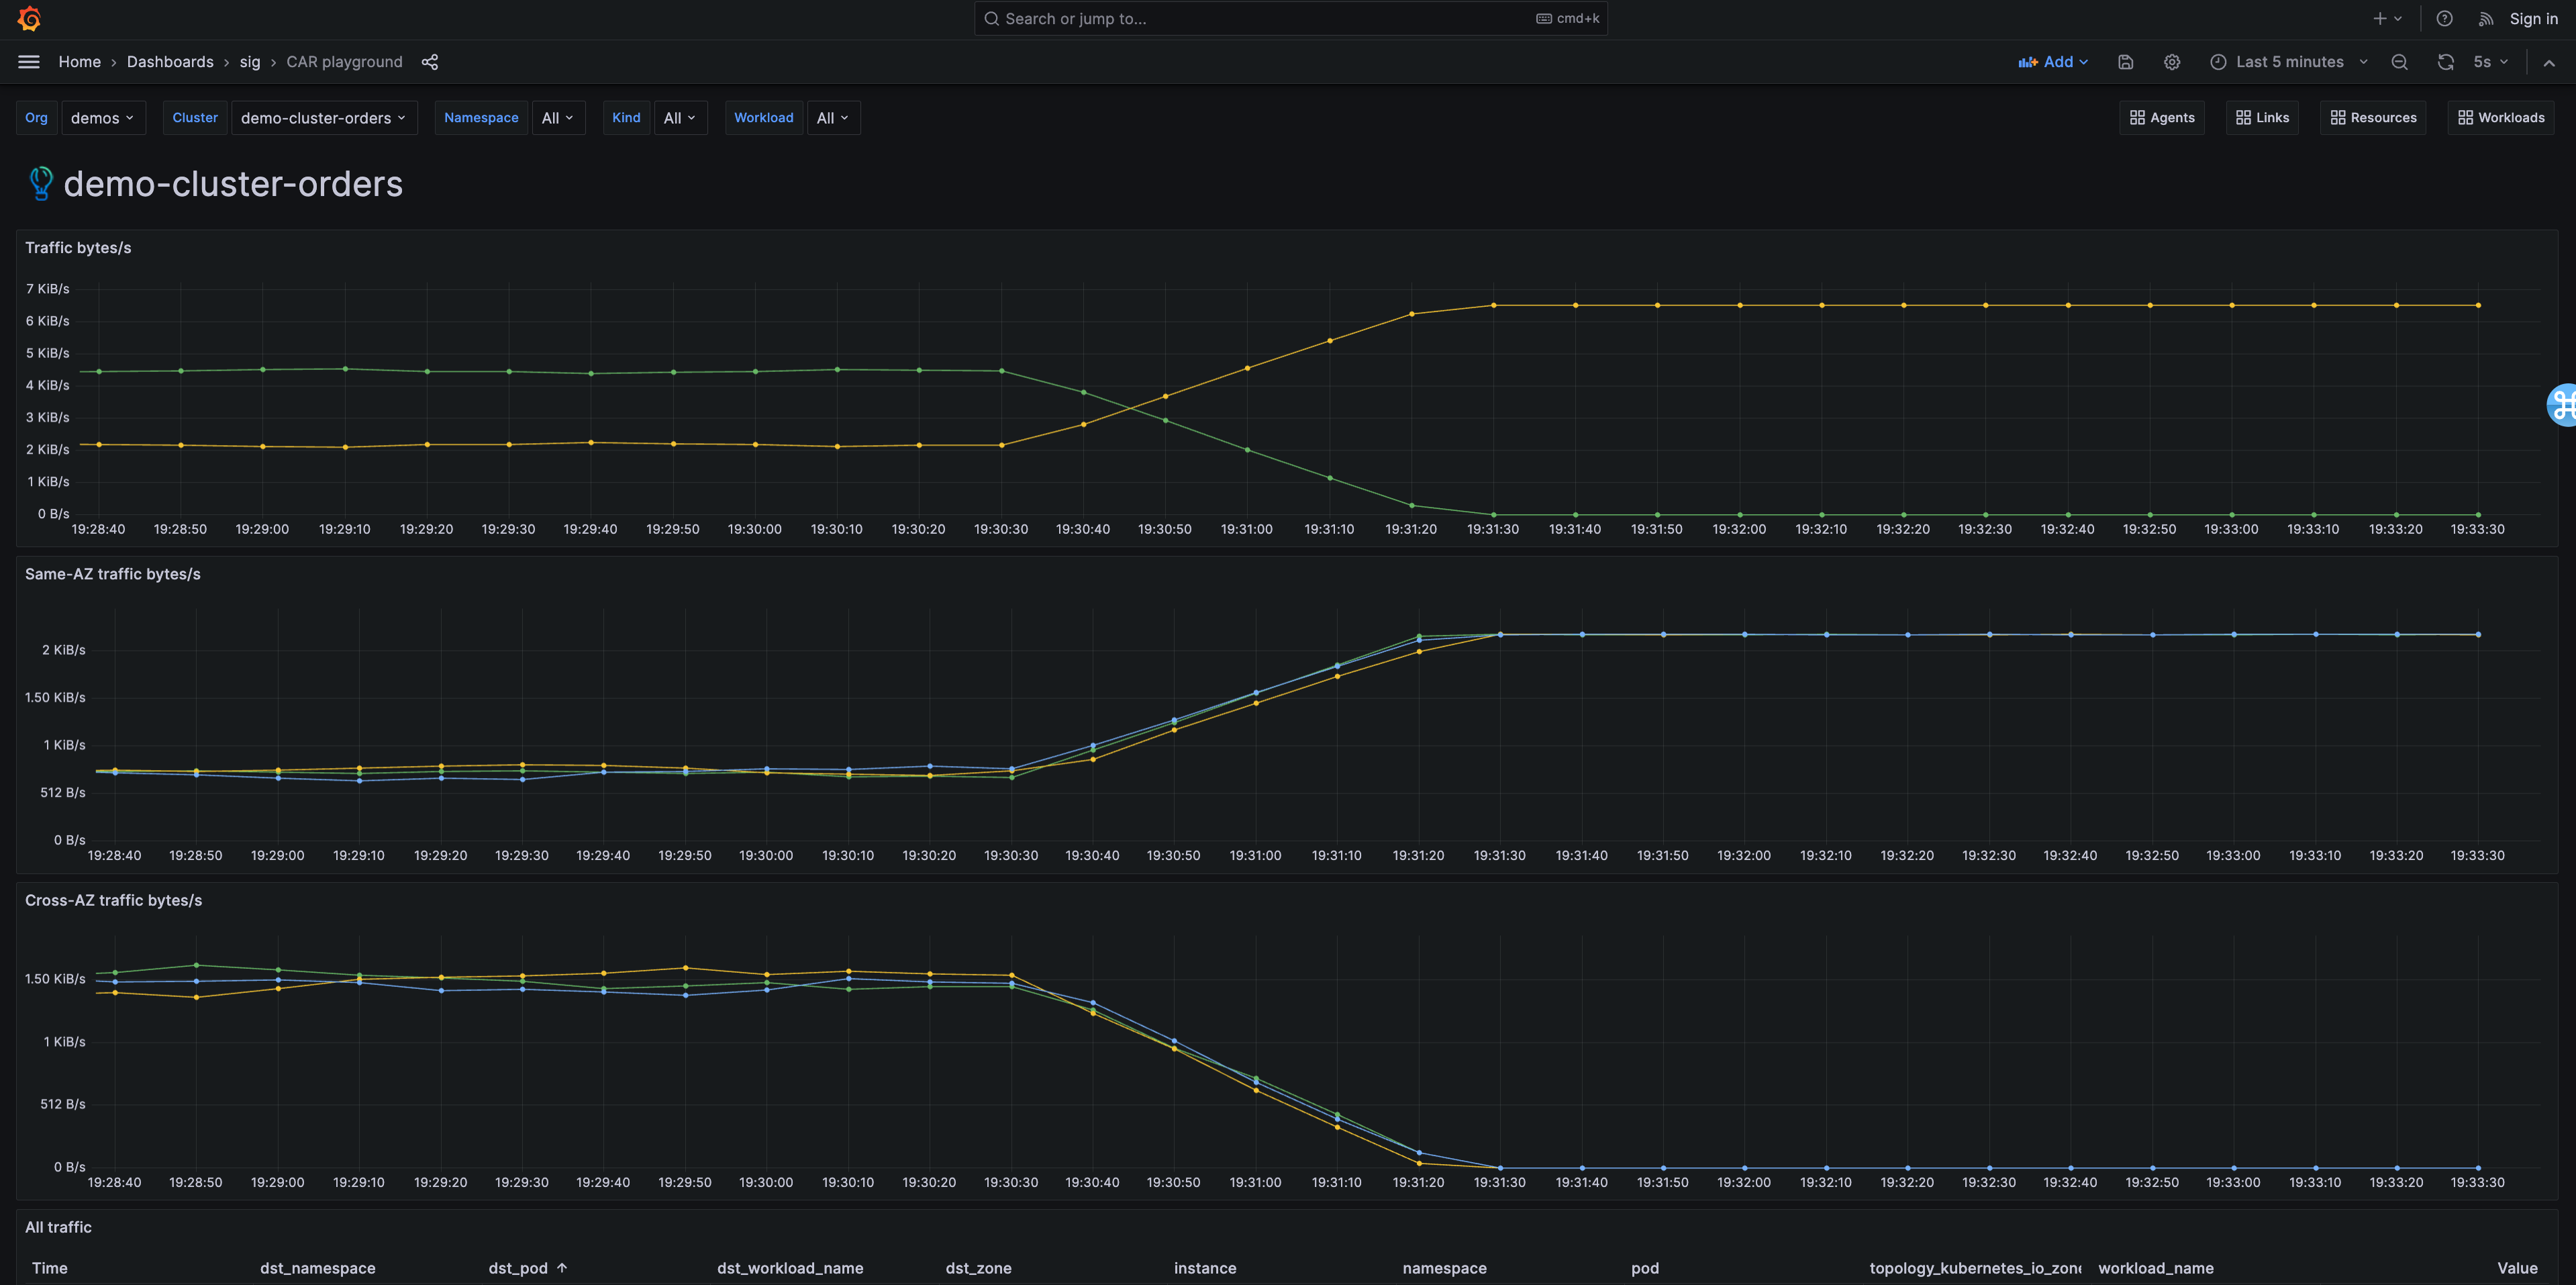 Search or jump to... cmd+k Sign in
Home › Dashboards › sig › CAR playground Add Last 5 minutes 5s
Org demos Cluster demo-cluster-orders Namespace All Kind All Workload All Agents Links Resources Workloads
demo-cluster-orders
Traffic bytes/s
7 KiB/s
6 KiB/s
5 KiB/s
4 KiB/s
3 KiB/s
2 KiB/s
1 KiB/s
0 B/s
19:28:40 19:28:50 19:29:00 19:29:10 19:29:20 19:29:30 19:29:40 19:29:50 19:30:00 19:30:10 19:30:20 19:30:30 19:30:40 19:30:50 19:31:00 19:31:10 19:31:20 19:31:30 19:31:40 19:31:50 19:32:00 19:32:10 19:32:20 19:32:30 19:32:40 19:32:50 19:33:00 19:33:10 19:33:20 19:33:30
Same-AZ traffic bytes/s
2 KiB/s
1.50 KiB/s
1 KiB/s
512 B/s
0 B/s
19:28:40 19:28:50 19:29:00 19:29:10 19:29:20 19:29:30 19:29:40 19:29:50 19:30:00 19:30:10 19:30:20 19:30:30 19:30:40 19:30:50 19:31:00 19:31:10 19:31:20 19:31:30 19:31:40 19:31:50 19:32:00 19:32:10 19:32:20 19:32:30 19:32:40 19:32:50 19:33:00 19:33:10 19:33:20 19:33:30
Cross-AZ traffic bytes/s
1.50 KiB/s
1 KiB/s
512 B/s
0 B/s
19:28:40 19:28:50 19:29:00 19:29:10 19:29:20 19:29:30 19:29:40 19:29:50 19:30:00 19:30:10 19:30:20 19:30:30 19:30:40 19:30:50 19:31:00 19:31:10 19:31:20 19:31:30 19:31:40 19:31:50 19:32:00 19:32:10 19:32:20 19:32:30 19:32:40 19:32:50 19:33:00 19:33:10 19:33:20 19:33:30
All traffic
Time dst_namespace dst_pod ↑ dst_workload_name dst_zone instance namespace pod topology_kubernetes_io_zone workload_name Value